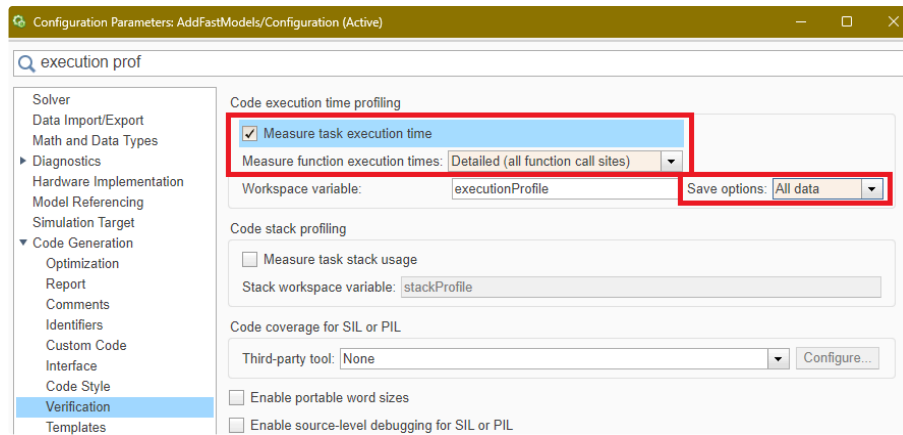 Configuration Parameters: AddFastModels/Configuration (Active)
execution prof
Solver
Data Import/Export
Math and Data Types
Diagnostics
Hardware Implementation
Model Referencing
Simulation Target
Code Generation
Optimization
Report
Comments
Identifiers
Custom Code
Interface
Code Style
Verification
Templates
Code execution time profiling
Measure task execution time
Measure function execution times: Detailed (all function call sites)
Workspace variable: executionProfile Save options: All data
Code stack profiling
Measure task stack usage
Stack workspace variable: stackProfile
Code coverage for SIL or PIL
Third-party tool: None Configure...
Enable portable word sizes
Enable source-level debugging for SIL or PIL